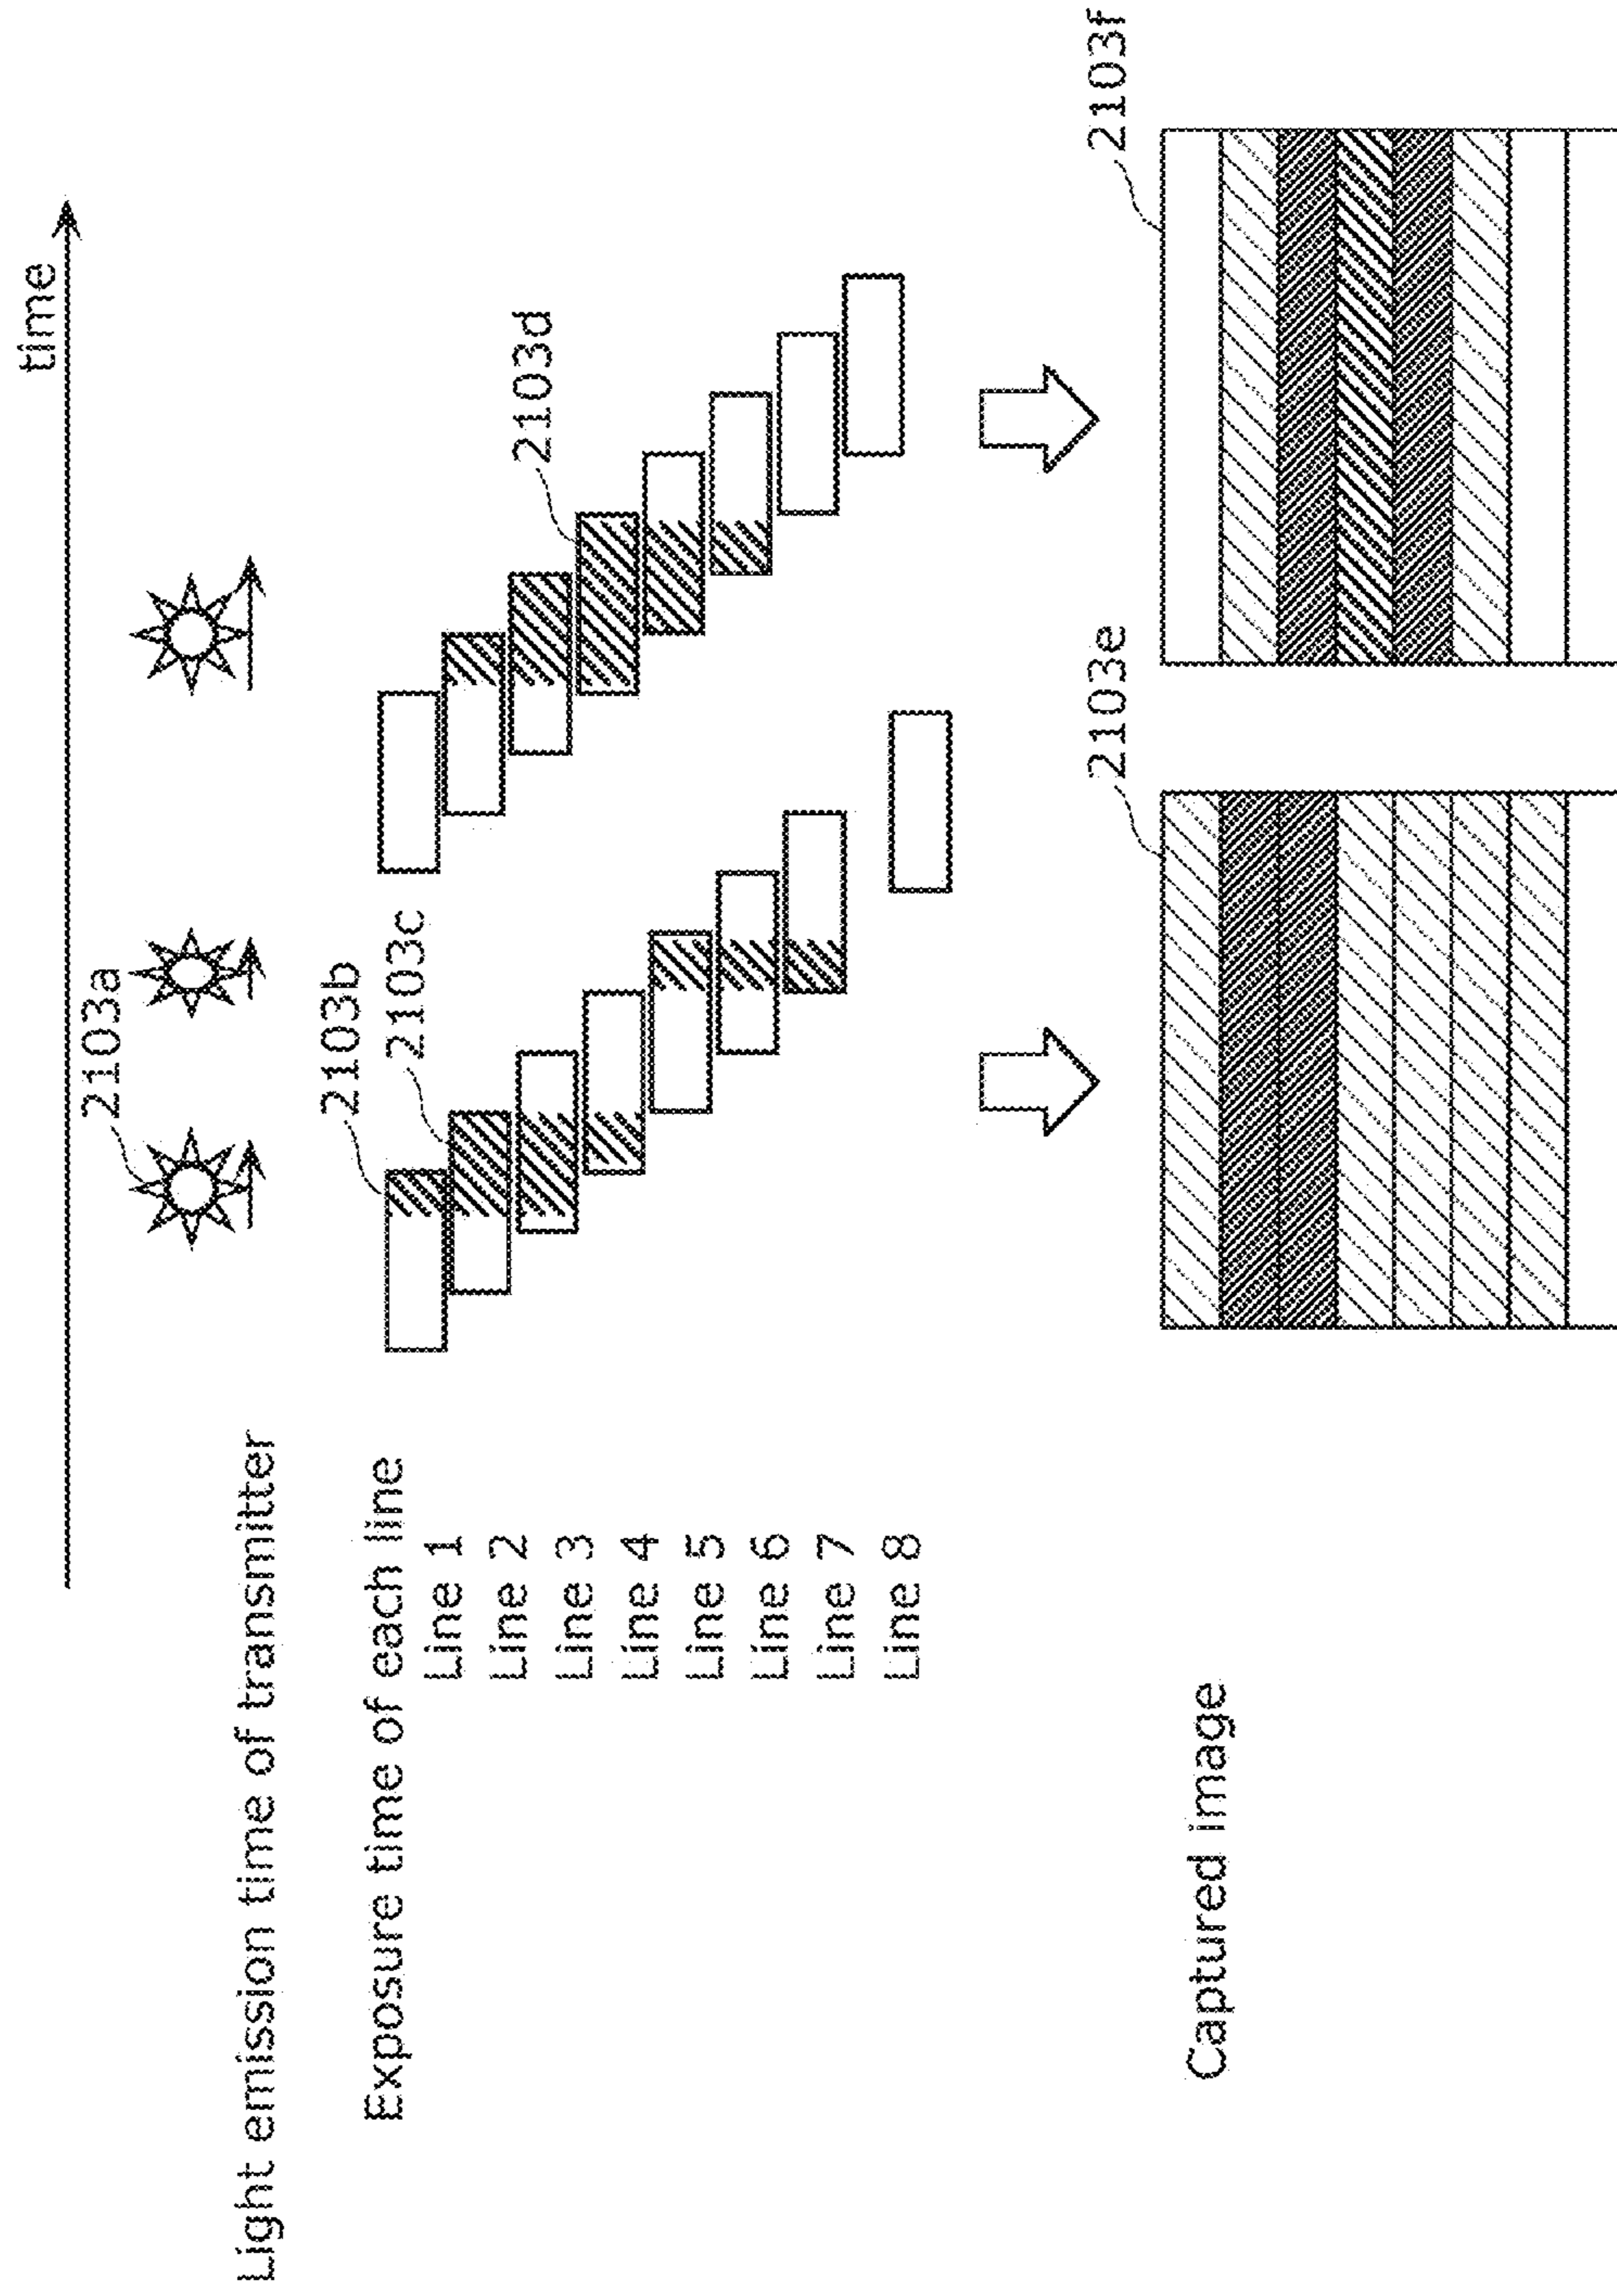 time
2103a
Light emission time of transmitter
2103b
2103c
Exposure time of each line
Line 1
Line 2
Line 3
2103d
Line 4
Line 5
Line 6
Line 7
Line 8
2103e
2103f
Captured image